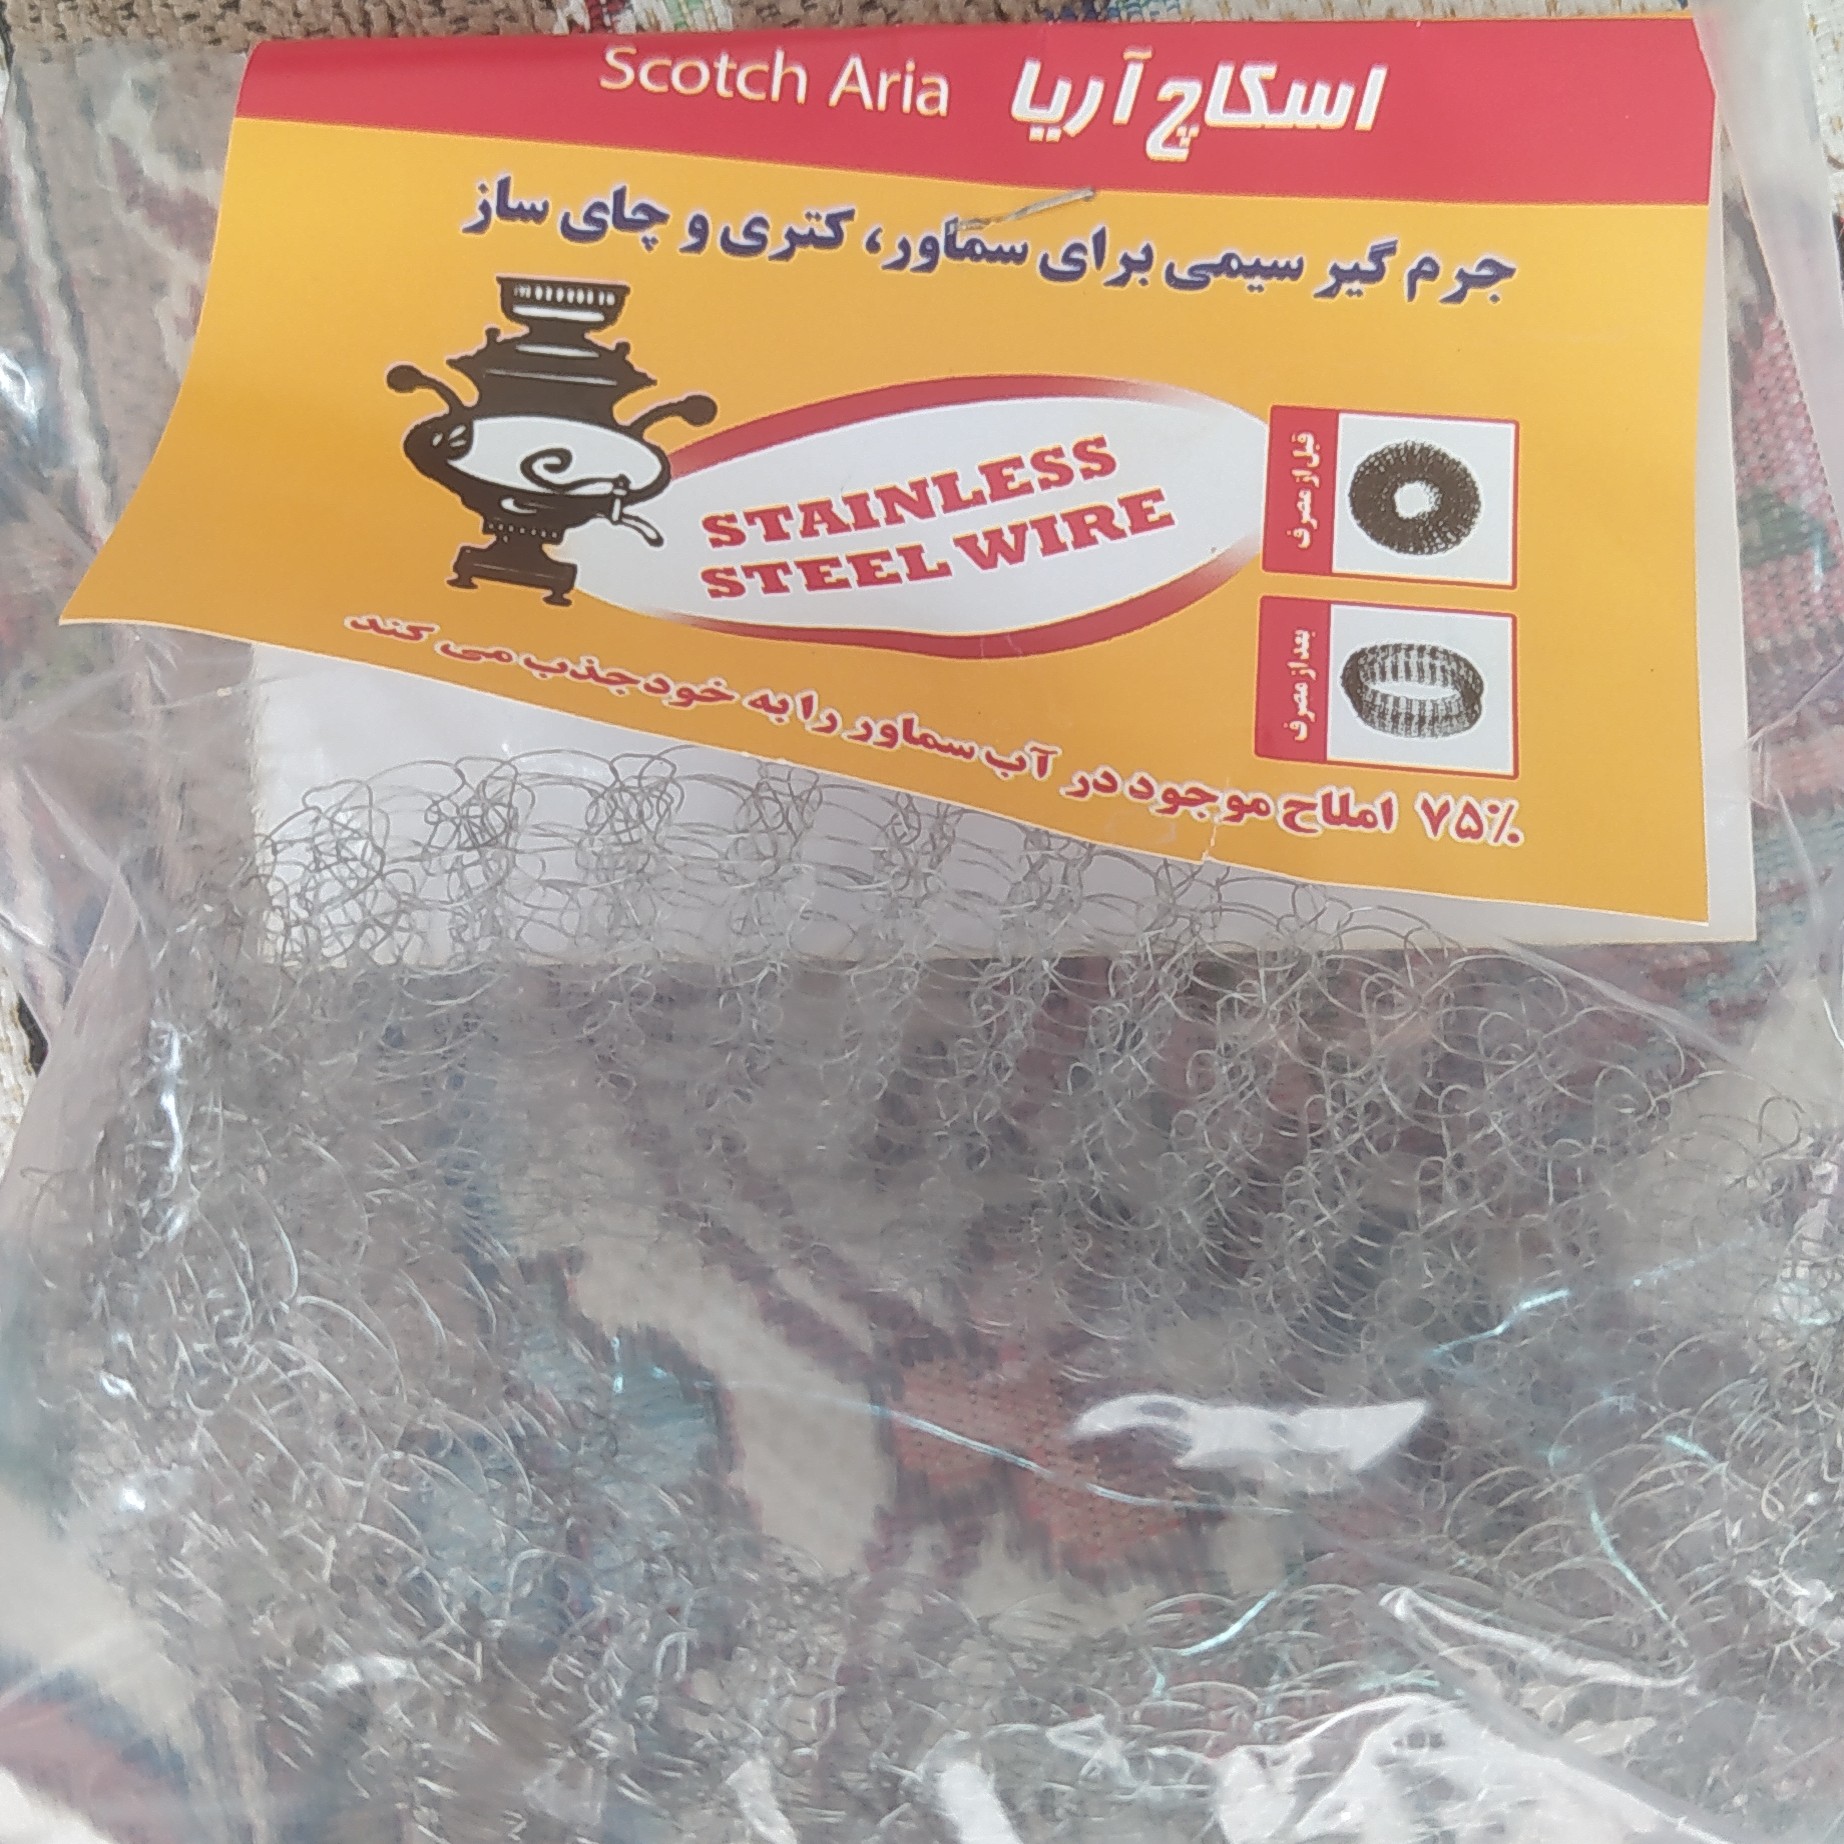 اسکاچ آریا Scotch Aria
جرم گیر سیمی برای سماور، کتری و چای ساز
STAINLESS
STEEL WIRE
قبل از مصرف
بعد از مصرف
۷۵٪ املاح موجود در آب سماور را به خود جذب می کند